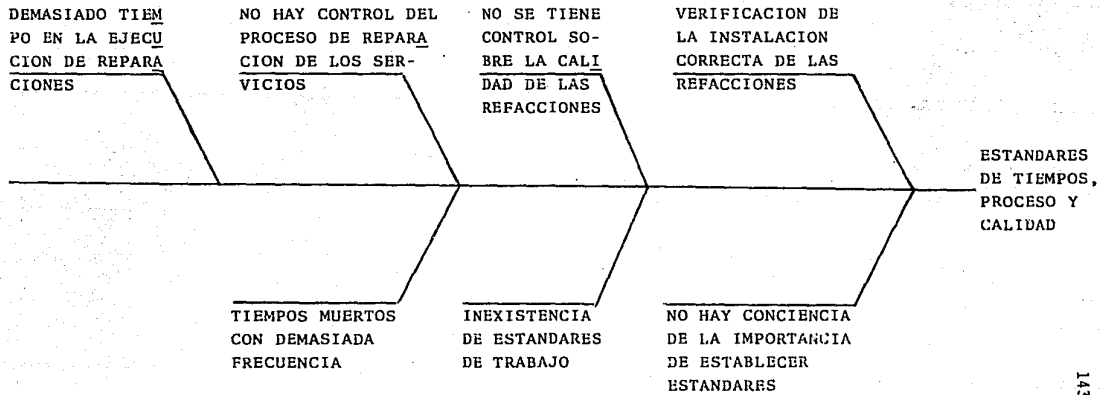 DEMASIADO TIEM
PO EN LA EJECU
CION DE REPARA
CIONES
NO HAY CONTROL DEL
PROCESO DE REPARA
CION DE LOS SER-
VICIOS
NO SE TIENE
CONTROL SO-
BRE LA CALI
DAD DE LAS
REFACCIONES
VERIFICACION DE
LA INSTALACION
CORRECTA DE LAS
REFACCIONES
ESTANDARES
DE TIEMPOS,
PROCESO Y
CALIDAD
TIEMPOS MUERTOS
CON DEMASIADA
FRECUENCIA
INEXISTENCIA
DE ESTANDARES
DE TRABAJO
NO HAY CONCIENCIA
DE LA IMPORTANCIA
DE ESTABLECER
ESTANDARES
143